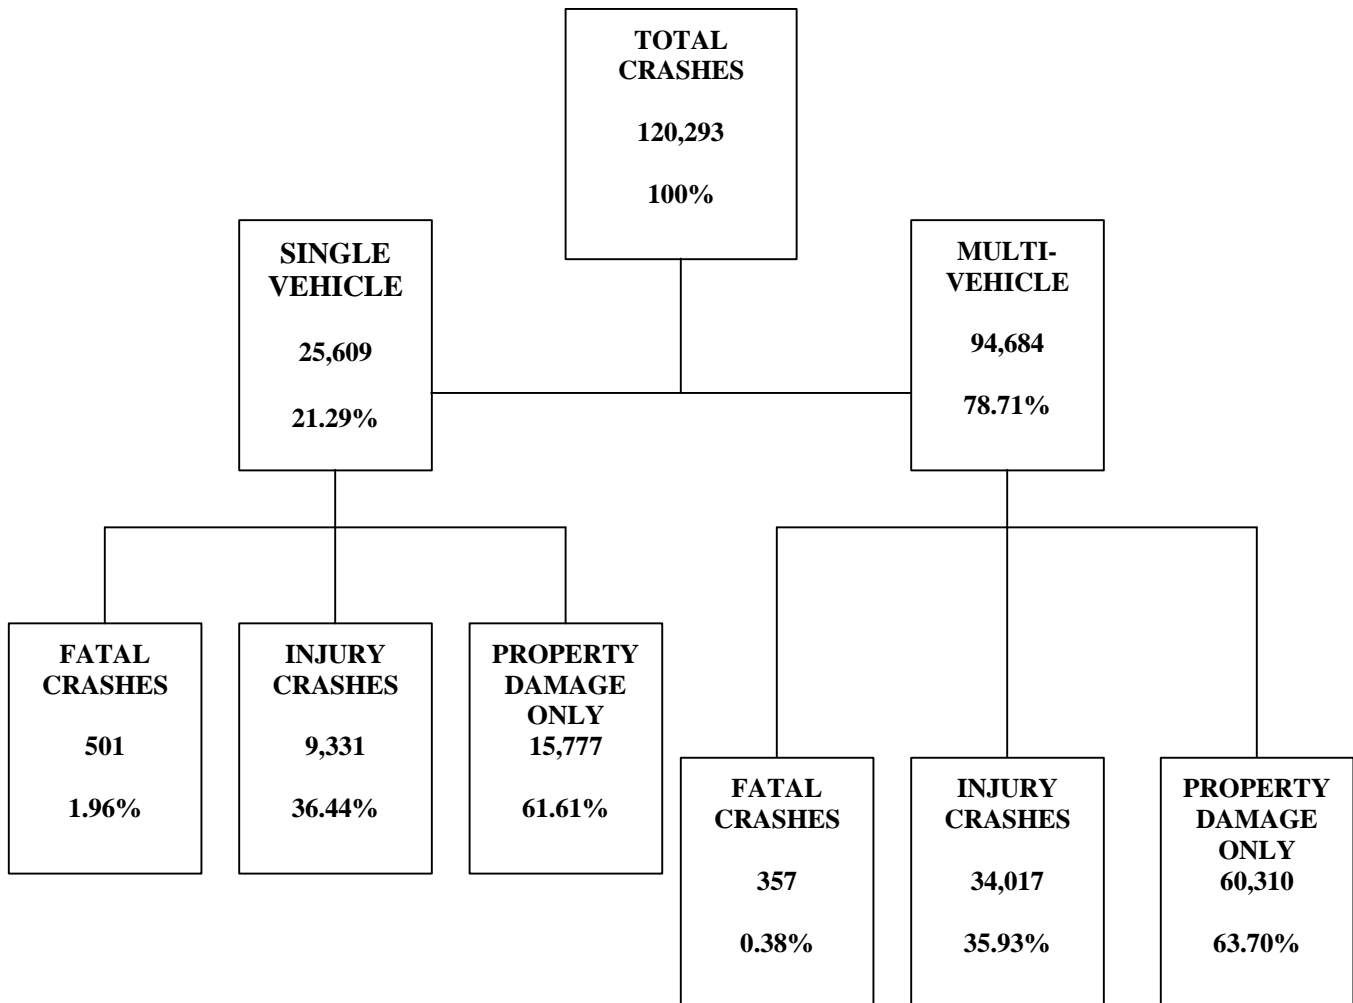 TOTAL
CRASHES
120,293
100%
SINGLE
VEHICLE
25,609
21.29%
MULTI-
VEHICLE
94,684
78.71%
FATAL
CRASHES
501
1.96%
INJURY
CRASHES
9,331
36.44%
PROPERTY
DAMAGE
ONLY
15,777
61.61%
FATAL
CRASHES
357
0.38%
INJURY
CRASHES
34,017
35.93%
PROPERTY
DAMAGE
ONLY
60,310
63.70%